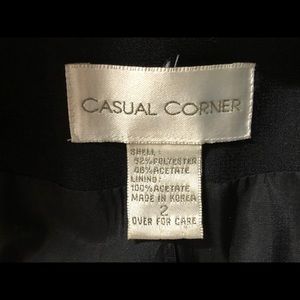 CASUAL CORNER
SHELL:
52% POLYESTER
48% ACETATE
LINING:
100% ACETATE
MADE IN KOREA
2
OVER FOR CARE